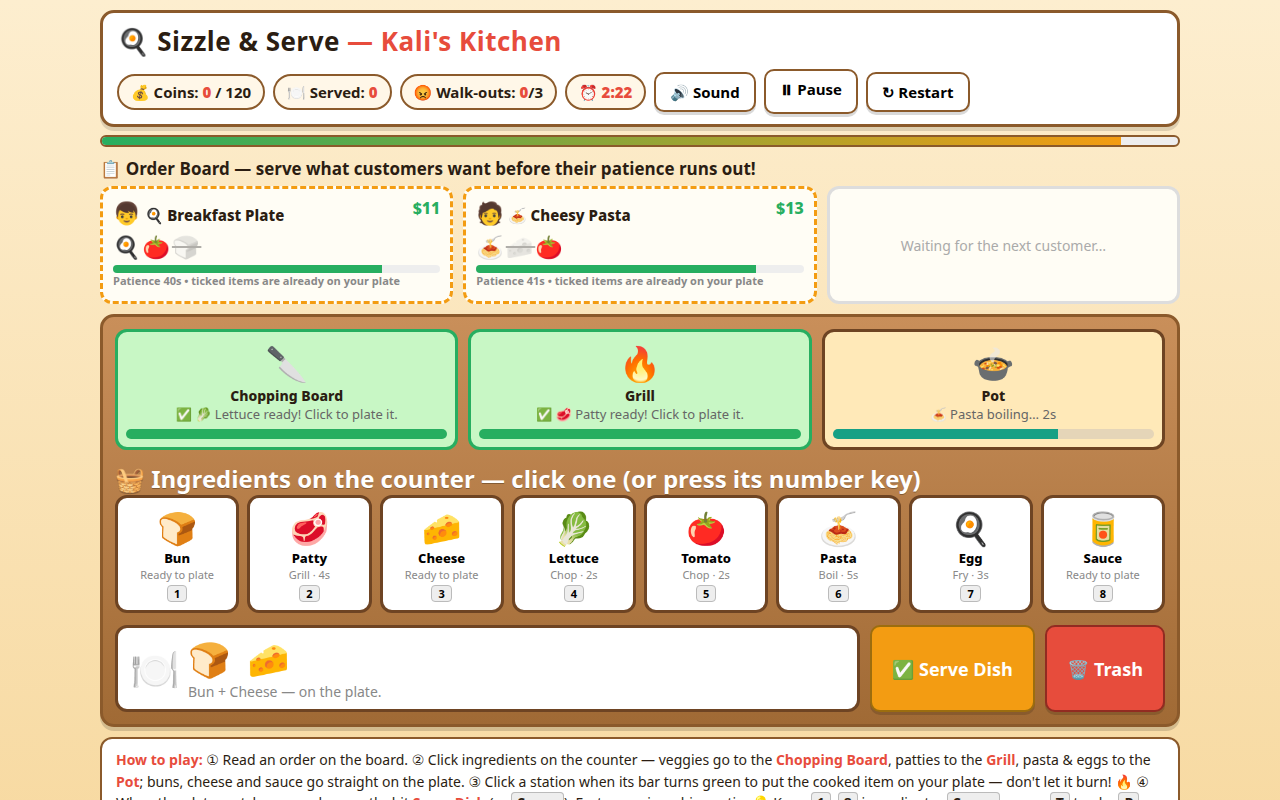 🍳 Sizzle & Serve — Kali's Kitchen
💰 Coins: 0 / 120
🍽️ Served: 0
😡 Walk-outs: 0/3
⏰ 2:22
🔊 Sound
⏸ Pause
↻ Restart
📋 Order Board — serve what customers want before their patience runs out!
🍳 Breakfast Plate
$11
Patience 40s • ticked items are already on your plate
🍝 Cheesy Pasta
$13
Patience 41s • ticked items are already on your plate
Waiting for the next customer...
Chopping Board
✅ 🥬 Lettuce ready! Click to plate it.
Grill
✅ 🥩 Patty ready! Click to plate it.
Pot
🍝 Pasta boiling... 2s
🧺 Ingredients on the counter — click one (or press its number key)
Bun
Ready to plate
1
Patty
Grill · 4s
2
Cheese
Ready to plate
3
Lettuce
Chop · 2s
4
Tomato
Chop · 2s
5
Pasta
Boil · 5s
6
Egg
Fry · 3s
7
Sauce
Ready to plate
8
Bun + Cheese — on the plate.
✅ Serve Dish
🗑️ Trash
How to play: ① Read an order on the board. ② Click ingredients on the counter — veggies go to the Chopping Board, patties to the Grill, pasta & eggs to the
Pot; buns, cheese and sauce go straight on the plate. ③ Click a station when its bar turns green to put the cooked item on your plate — don't let it burn! 🔥 ④